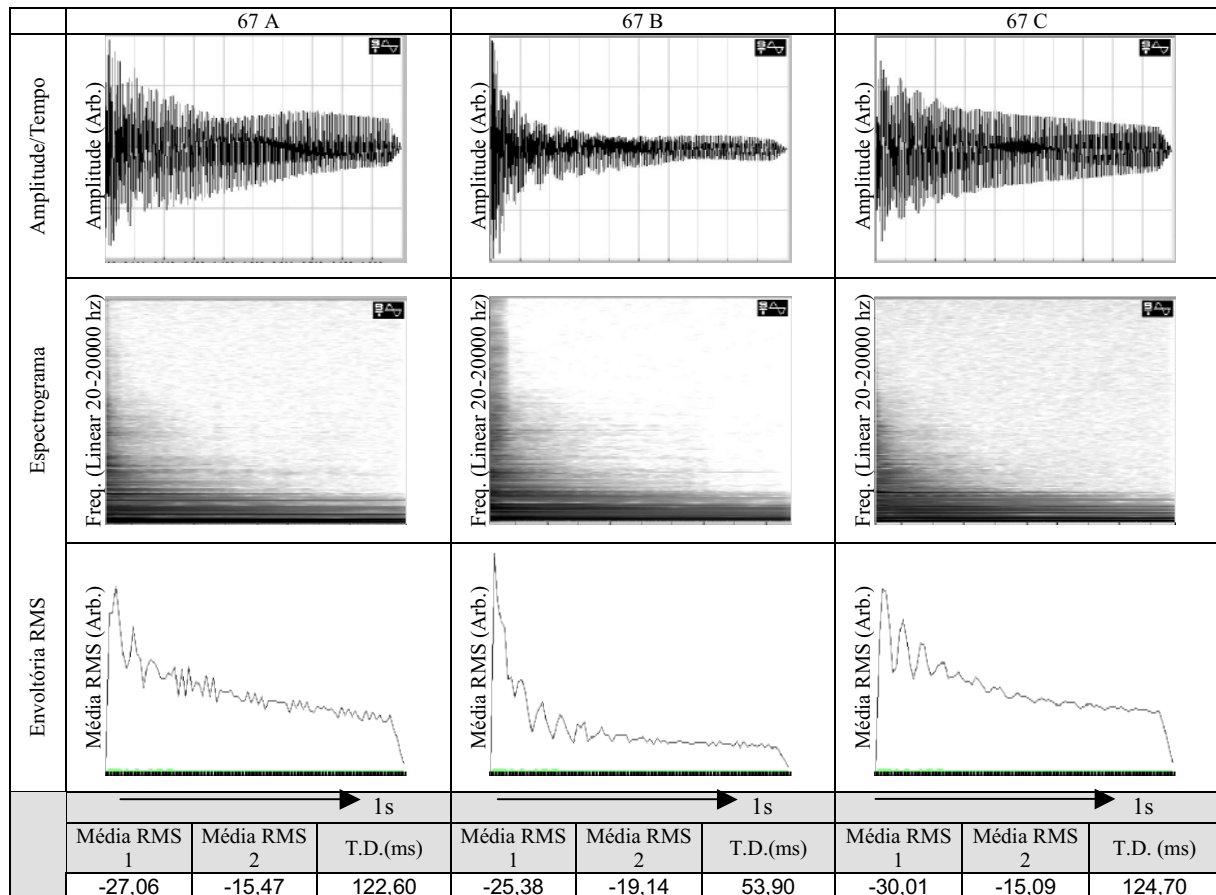 67 A 67 B 67 C
Amplitude/Tempo
Amplitude (Arb.)
Amplitude (Arb.)
Amplitude (Arb.)
Espectrograma
Freq. (Linear 20-20000 hz)
Freq. (Linear 20-20000 hz)
Freq. (Linear 20-20000 hz)
Envoltória RMS
Média RMS (Arb.)
Média RMS (Arb.)
Média RMS (Arb.)
1s 1s 1s
Média RMS 1 Média RMS 2 T.D.(ms) Média RMS 1 Média RMS 2 T.D.(ms) Média RMS 1 Média RMS 2 T.D. (ms)
-27,06 -15,47 122,60 -25,38 -19,14 53,90 -30,01 -15,09 124,70